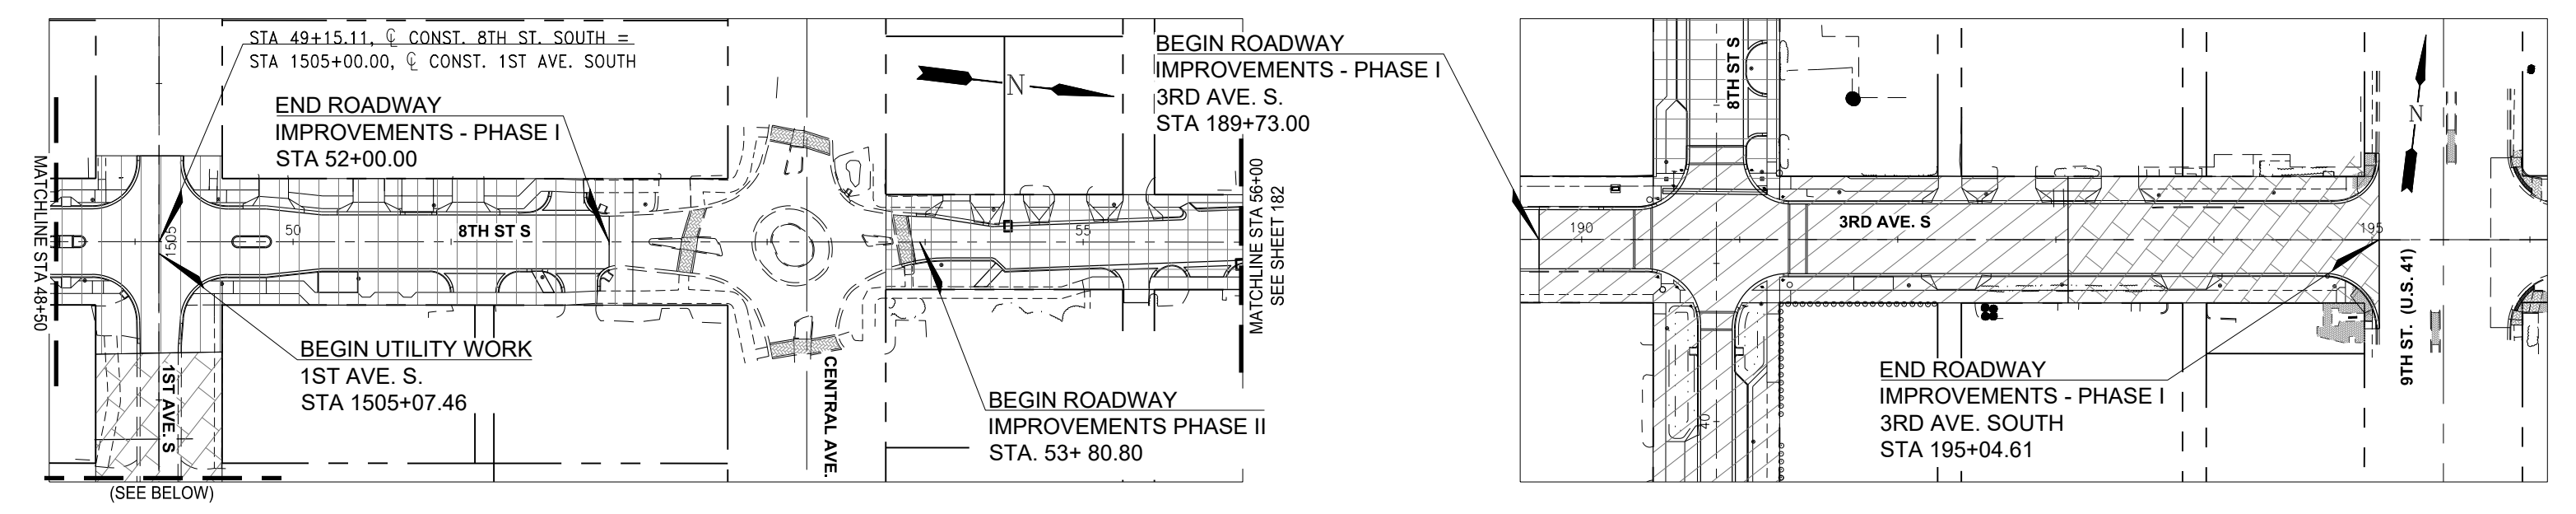 STA 49+15.11, ℄ CONST. 8TH ST. SOUTH =
STA 1505+00.00, ℄ CONST. 1ST AVE. SOUTH
END ROADWAY
IMPROVEMENTS - PHASE I
STA 52+00.00
MATCHLINE STA 48+50
1505
50
8TH ST S
N
55
MATCHLINE STA 56+00
SEE SHEET 182
BEGIN UTILITY WORK
1ST AVE. S.
STA 1505+07.46
1ST AVE. S
CENTRAL AVE.
BEGIN ROADWAY
IMPROVEMENTS PHASE II
STA. 53+ 80.80
(SEE BELOW)
BEGIN ROADWAY
IMPROVEMENTS - PHASE I
3RD AVE. S.
STA 189+73.00
8TH ST S
N
190
3RD AVE. S
195
9TH ST. (U.S. 41)
40
END ROADWAY
IMPROVEMENTS - PHASE I
3RD AVE. SOUTH
STA 195+04.61